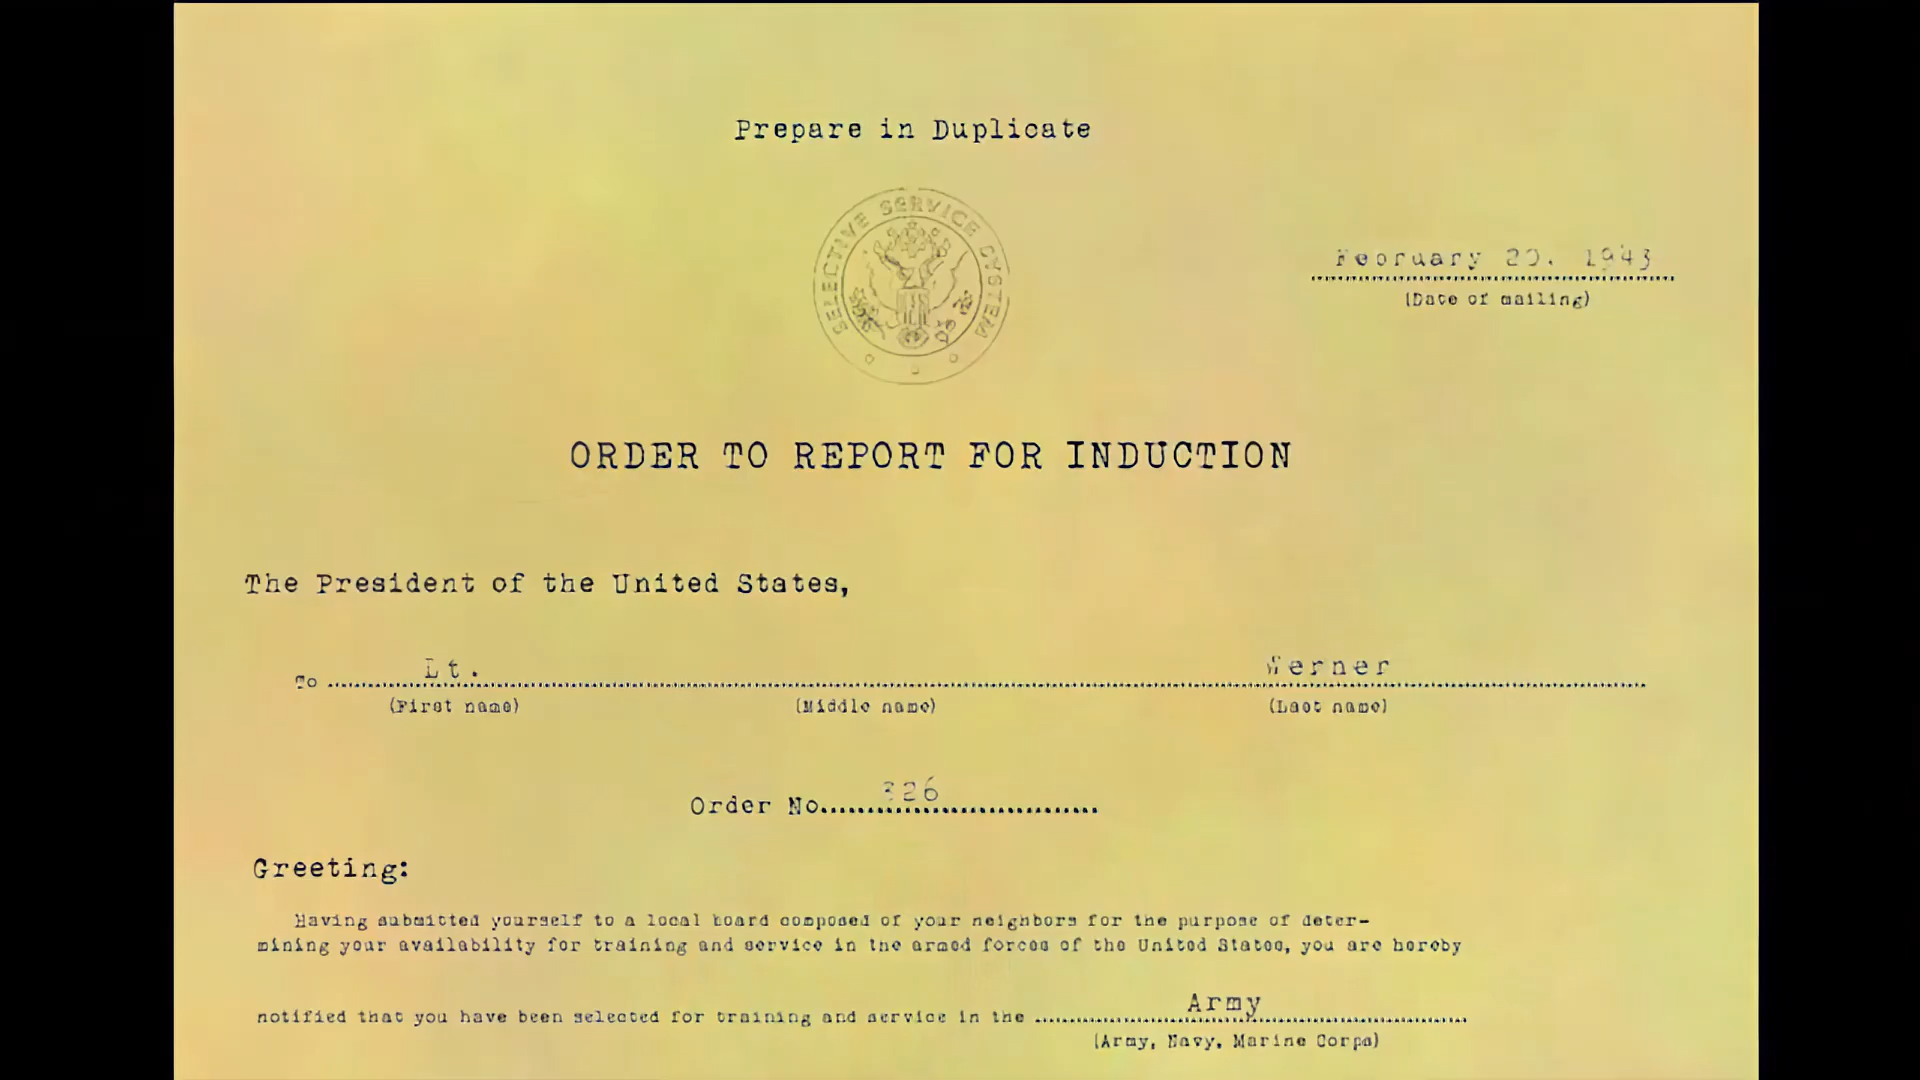 Prepare in Duplicate
SELECTIVE SERVICE SYSTEM
February 20, 1943
(Date of mailing)
ORDER TO REPORT FOR INDUCTION
The President of the United States,
To Lt. Werner
(First name) (Middle name) (Last name)
Order No. 326
Greeting:
Having submitted yourself to a local board composed of your neighbors for the purpose of deter-
mining your availability for training and service in the armed forces of the United States, you are hereby
notified that you have been selected for training and service in the Army
(Army, Navy, Marine Corps)